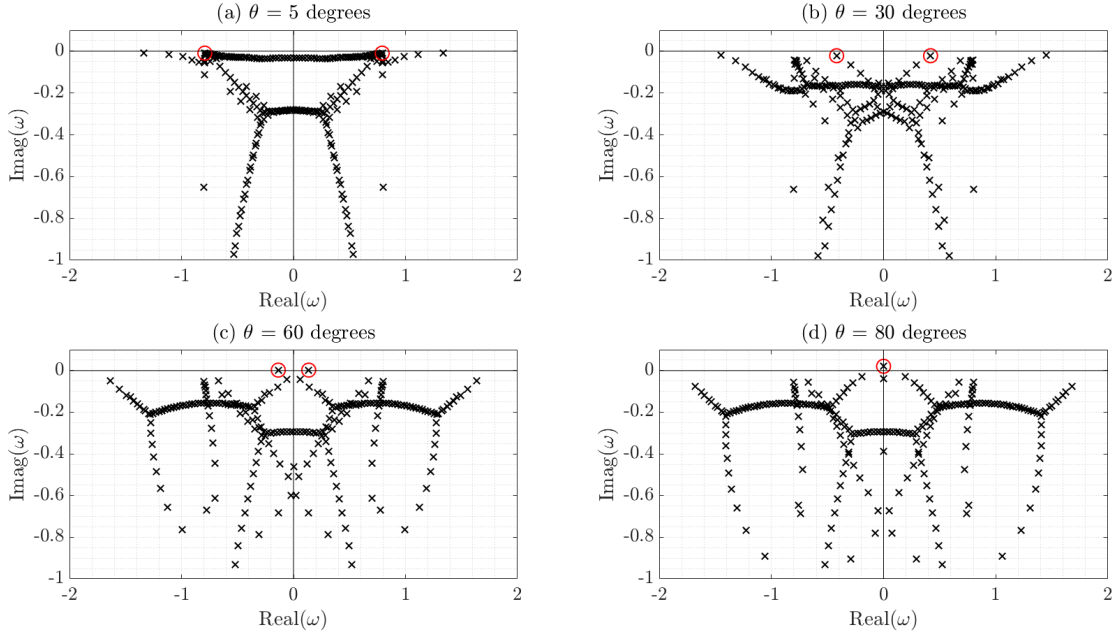 (a) θ = 5 degrees
0
-0.2
-0.4
-0.6
-0.8
-1
Imag(ω)
-2 -1 0 1 2
Real(ω)
(b) θ = 30 degrees
0
-0.2
-0.4
-0.6
-0.8
-1
Imag(ω)
-2 -1 0 1 2
Real(ω)
(c) θ = 60 degrees
0
-0.2
-0.4
-0.6
-0.8
-1
Imag(ω)
-2 -1 0 1 2
Real(ω)
(d) θ = 80 degrees
0
-0.2
-0.4
-0.6
-0.8
-1
Imag(ω)
-2 -1 0 1 2
Real(ω)